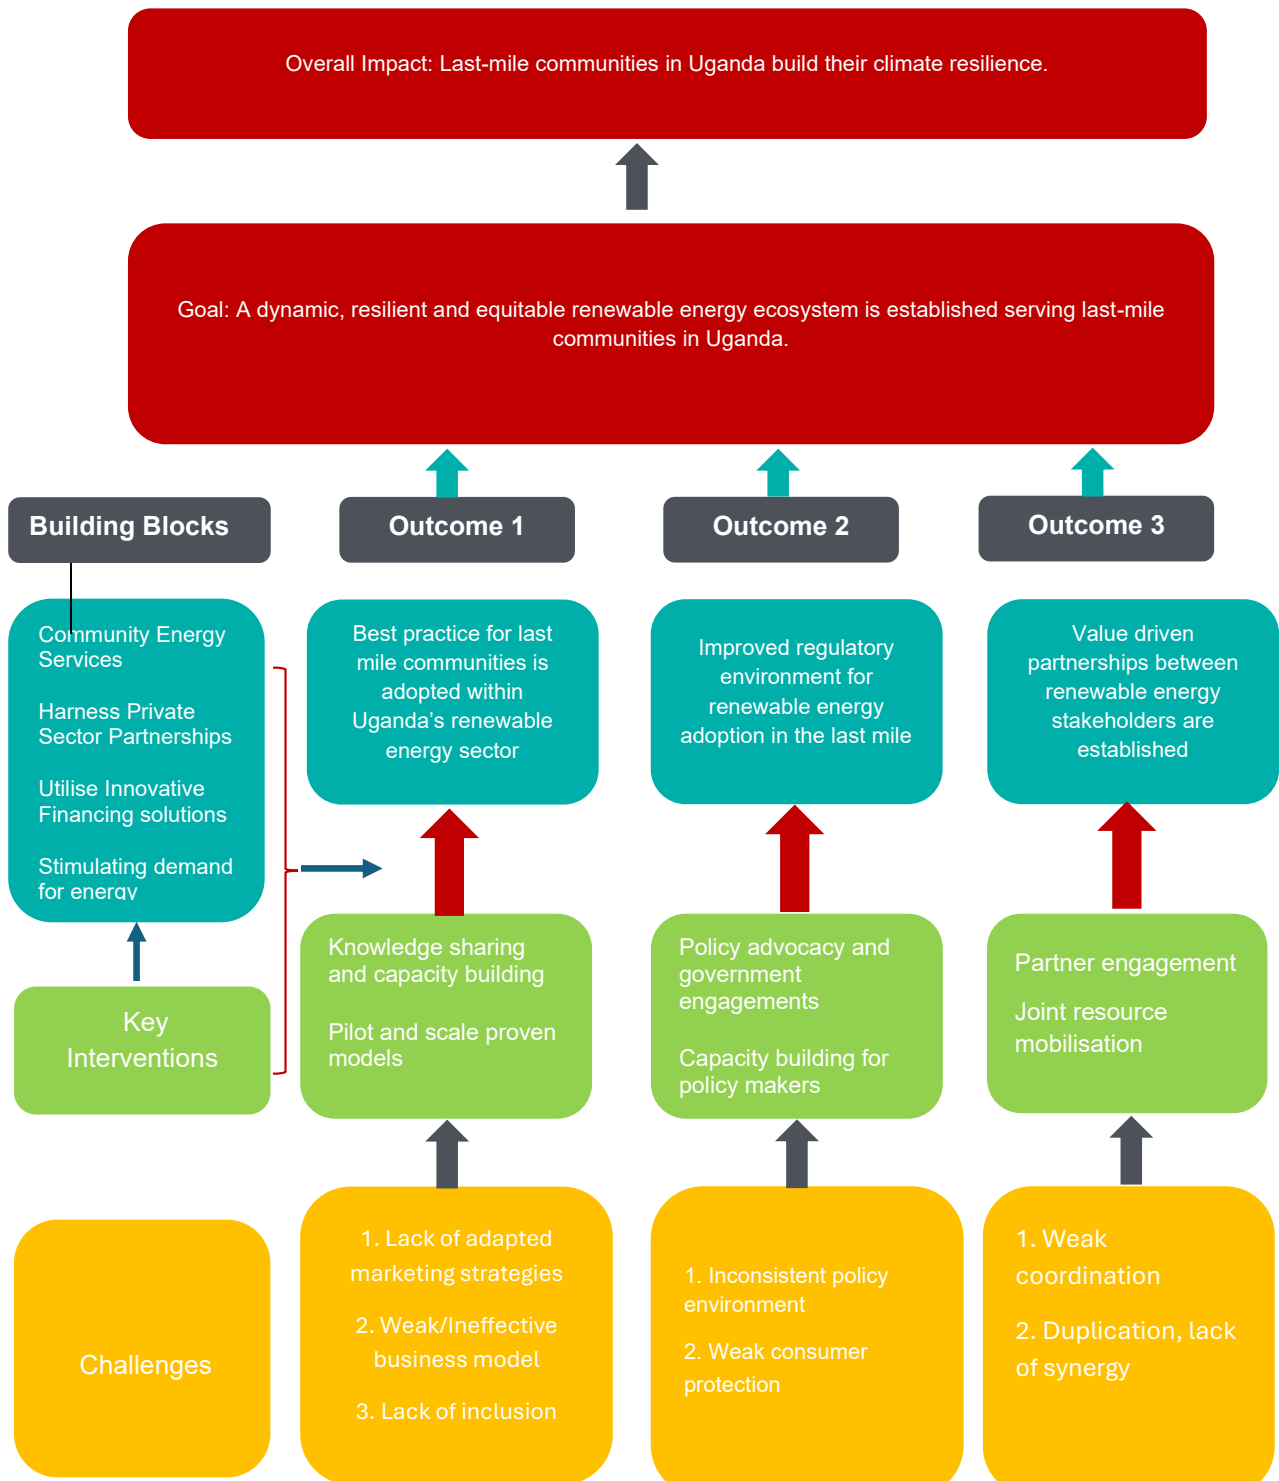 Overall Impact: Last-mile communities in Uganda build their climate resilience.
Goal: A dynamic, resilient and equitable renewable energy ecosystem is established serving last-mile
communities in Uganda.
Building Blocks
Outcome 1
Outcome 2
Outcome 3
Community Energy
Services
Harness Private
Sector Partnerships
Utilise Innovative
Financing solutions
Stimulating demand
for energy
Best practice for last
mile communities is
adopted within
Uganda’s renewable
energy sector
Improved regulatory
environment for
renewable energy
adoption in the last mile
Value driven
partnerships between
renewable energy
stakeholders are
established
Key
Interventions
Knowledge sharing
and capacity building
Pilot and scale proven
models
Policy advocacy and
government
engagements
Capacity building for
policy makers
Partner engagement
Joint resource
mobilisation
Challenges
1. Lack of adapted
marketing strategies
2. Weak/Ineffective
business model
3. Lack of inclusion
1. Inconsistent policy
environment
2. Weak consumer
protection
1. Weak
coordination
2. Duplication, lack
of synergy